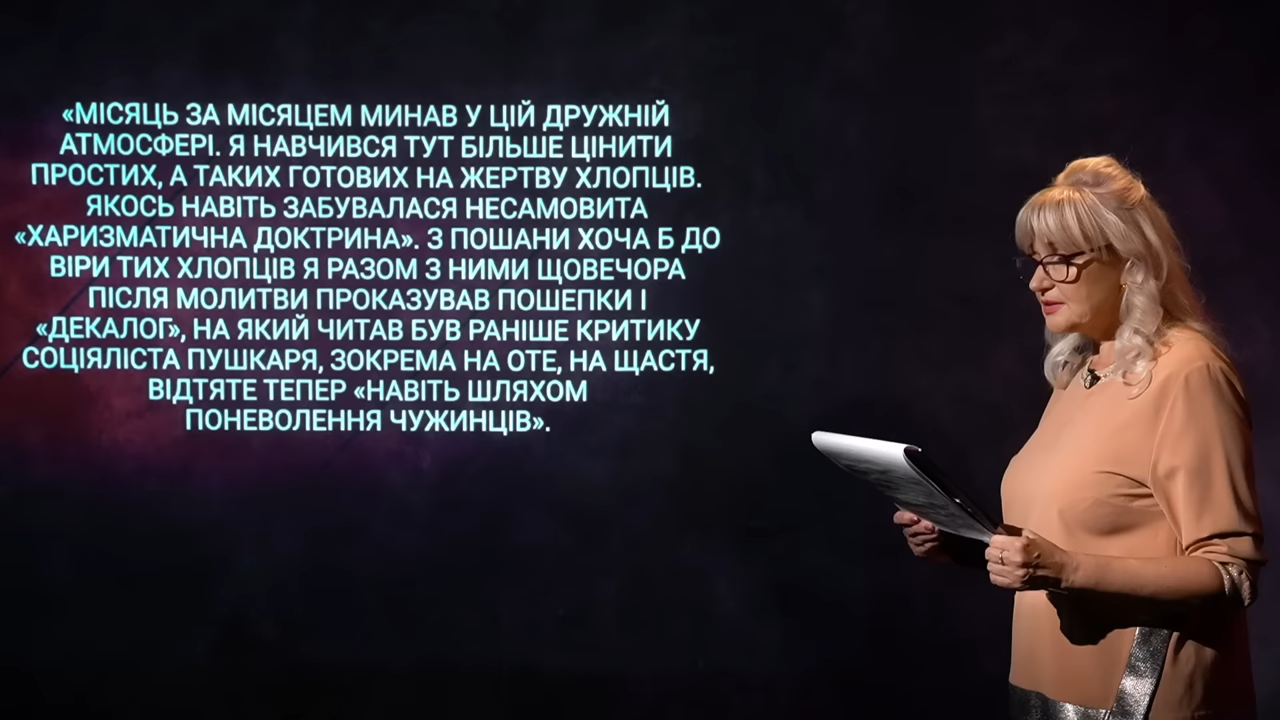 «МІСЯЦЬ ЗА МІСЯЦЕМ МИНАВ У ЦІЙ ДРУЖНІЙ
АТМОСФЕРІ. Я НАВЧИВСЯ ТУТ БІЛЬШЕ ЦІНИТИ
ПРОСТИХ, А ТАКИХ ГОТОВИХ НА ЖЕРТВУ ХЛОПЦІВ.
ЯКОСЬ НАВІТЬ ЗАБУВАЛАСЯ НЕСАМОВИТА
«ХАРИЗМАТИЧНА ДОКТРИНА». З ПОШАНИ ХОЧА Б ДО
ВІРИ ТИХ ХЛОПЦІВ Я РАЗОМ З НИМИ ЩОВЕЧОРА
ПІСЛЯ МОЛИТВИ ПРОКАЗУВАВ ПОШЕПКИ І
«ДЕКАЛОГ», НА ЯКИЙ ЧИТАВ БУВ РАНІШЕ КРИТИКУ
СОЦІЯЛІСТА ПУШКАРЯ, ЗОКРЕМА НА ОТЕ, НА ЩАСТЯ,
ВІДТЯТЕ ТЕПЕР «НАВІТЬ ШЛЯХОМ
ПОНЕВОЛЕННЯ ЧУЖИНЦІВ».